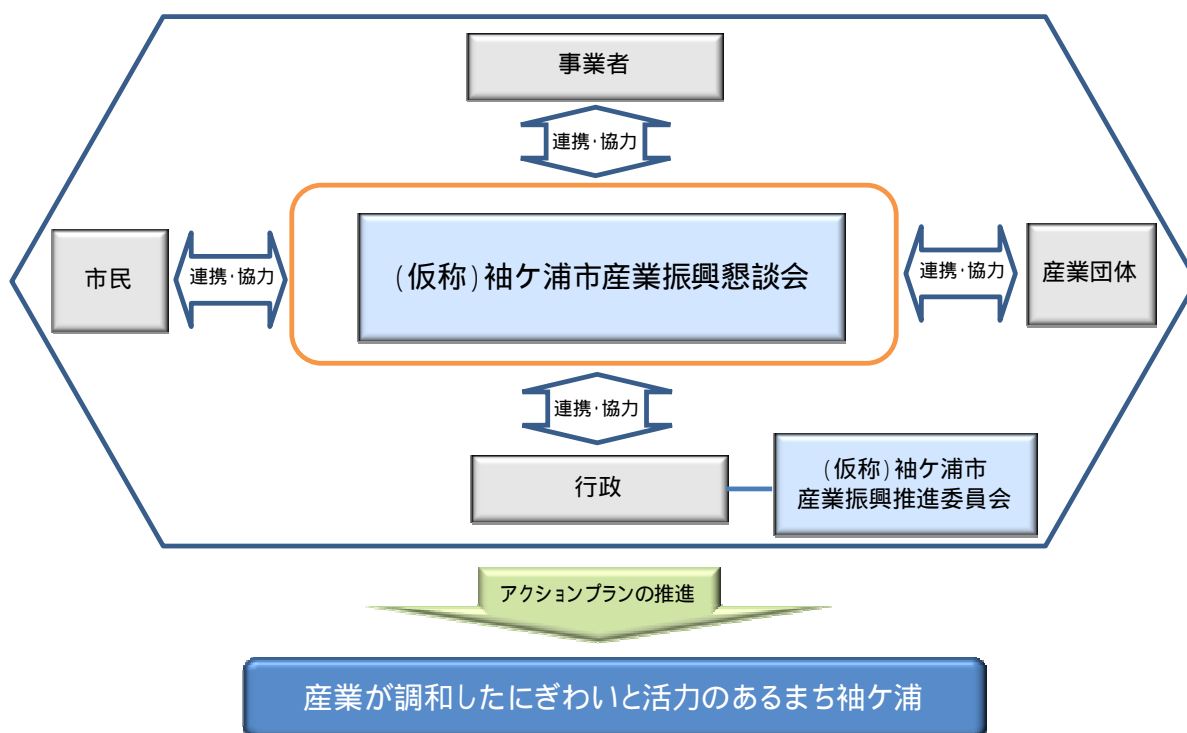 事業者
連携・協力
市民
連携・協力
(仮称)袖ケ浦市産業振興懇談会
連携・協力
産業団体
連携・協力
行政
(仮称)袖ケ浦市
産業振興推進委員会
アクションプランの推進
産業が調和したにぎわいと活力のあるまち袖ケ浦